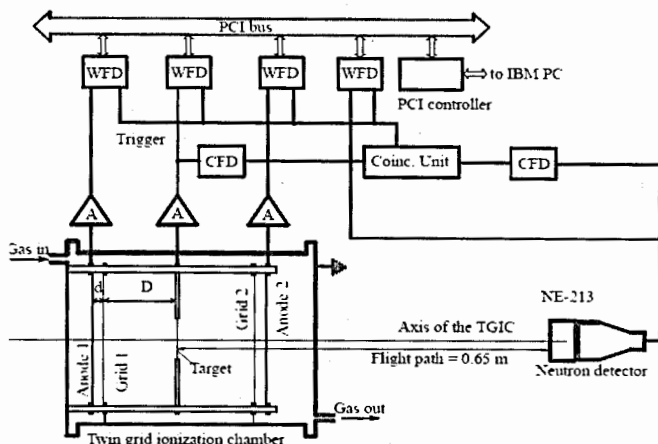 PCI bus
WFD
WFD
WFD
WFD
to IBM PC
PCI controller
Trigger
CFD
Coinc. Unit
CFD
A
A
A
Gas in
d
D
Grid 2
Anode 2
NE-213
Axis of the TGIC
Anode 1
Grid 1
Target
Flight path = 0.65 m
Neutron detector
Gas out
Twin grid ionization chamber